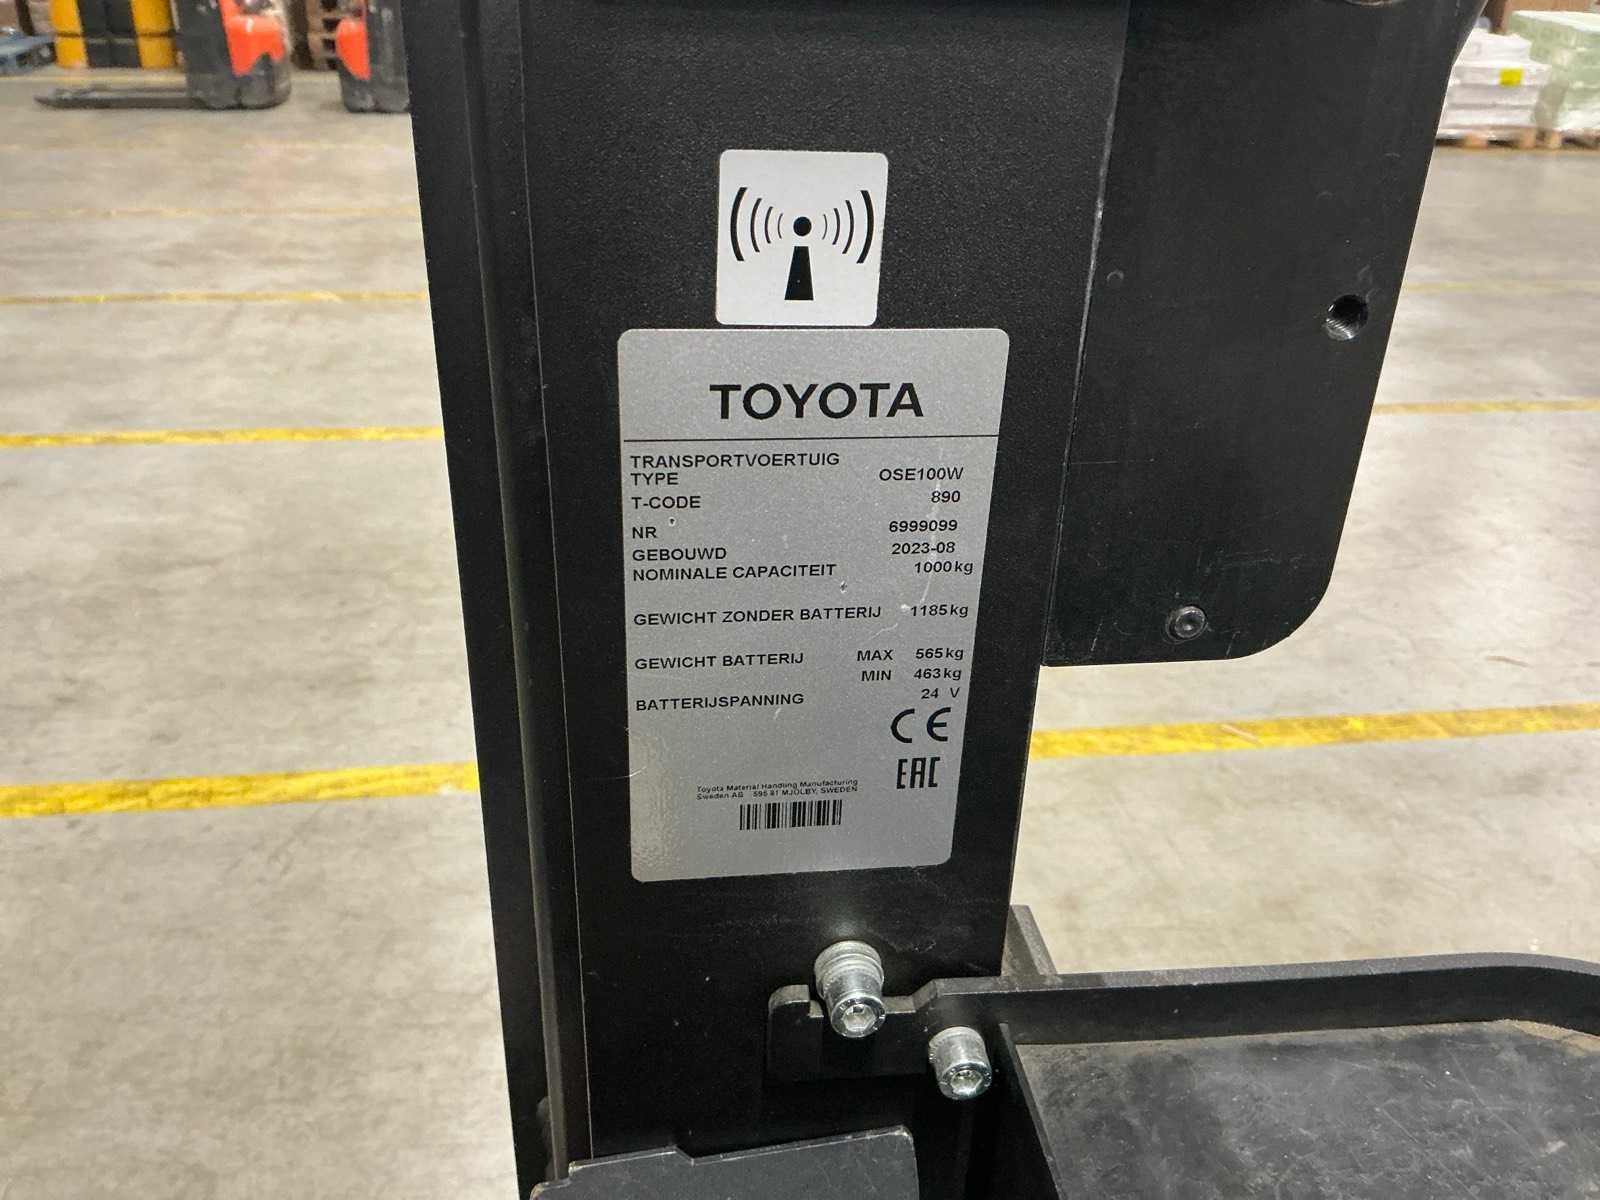 TOYOTA
TRANSPORTVOERTUIG
TYPE OSE100W
T-CODE 890
NR 6999099
GEBOUWD 2023-08
NOMINALE CAPACITEIT 1000 kg
GEWICHT ZONDER BATTERIJ 1185 kg
GEWICHT BATTERIJ MAX 565 kg
MIN 463 kg
BATTERIJSPANNING 24 V
CE
EAC
Toyota Material Handling Manufacturing
Sweden AB 595 81 MJÖLBY, SWEDEN